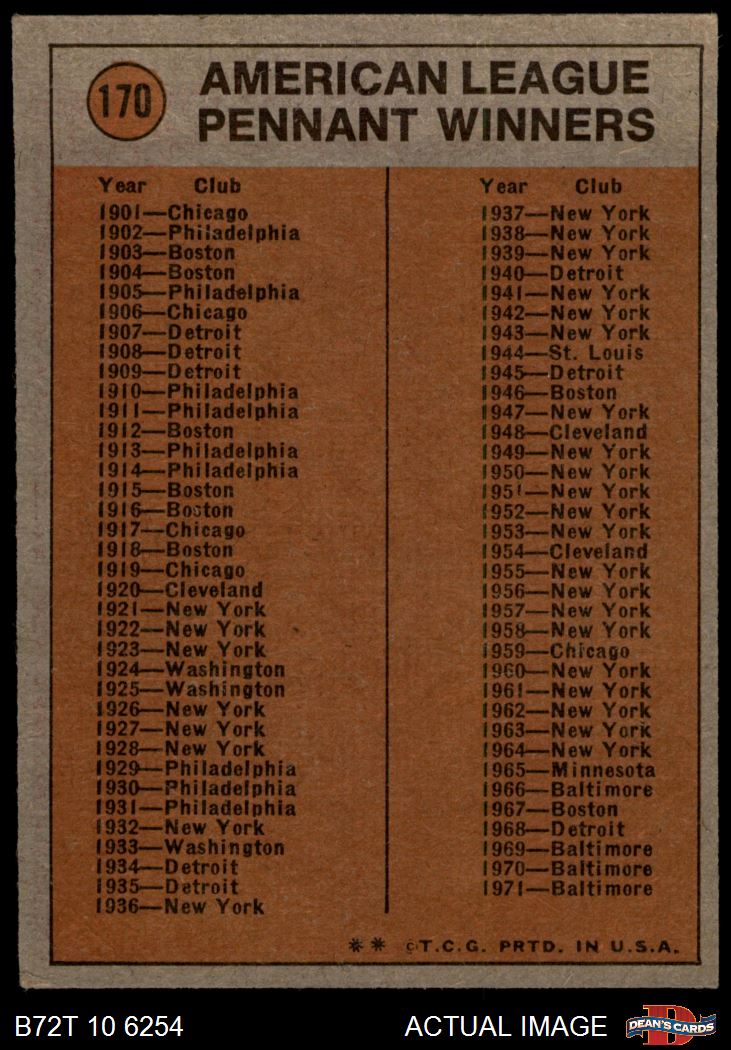 170
AMERICAN LEAGUE
PENNANT WINNERS
Year Club
1901—Chicago
1902—Philadelphia
1903—Boston
1904—Boston
1905—Philadelphia
1906—Chicago
1907—Detroit
1908—Detroit
1909—Detroit
1910—Philadelphia
1911—Philadelphia
1912—Boston
1913—Philadelphia
1914—Philadelphia
1915—Boston
1916—Boston
1917—Chicago
1918—Boston
1919—Chicago
1920—Cleveland
1921—New York
1922—New York
1923—New York
1924—Washington
1925—Washington
1926—New York
1927—New York
1928—New York
1929—Philadelphia
1930—Philadelphia
1931—Philadelphia
1932—New York
1933—Washington
1934—Detroit
1935—Detroit
1936—New York
Year Club
1937—New York
1938—New York
1939—New York
1940—Detroit
1941—New York
1942—New York
1943—New York
1944—St. Louis
1945—Detroit
1946—Boston
1947—New York
1948—Cleveland
1949—New York
1950—New York
1951—New York
1952—New York
1953—New York
1954—Cleveland
1955—New York
1956—New York
1957—New York
1958—New York
1959—Chicago
1960—New York
1961—New York
1962—New York
1963—New York
1964—New York
1965—Minnesota
1966—Baltimore
1967—Boston
1968—Detroit
1969—Baltimore
1970—Baltimore
1971—Baltimore
** ©T.C.G. PRTD. IN U.S.A.
B72T 10 6254
ACTUAL IMAGE
D
DEAN'S CARDS